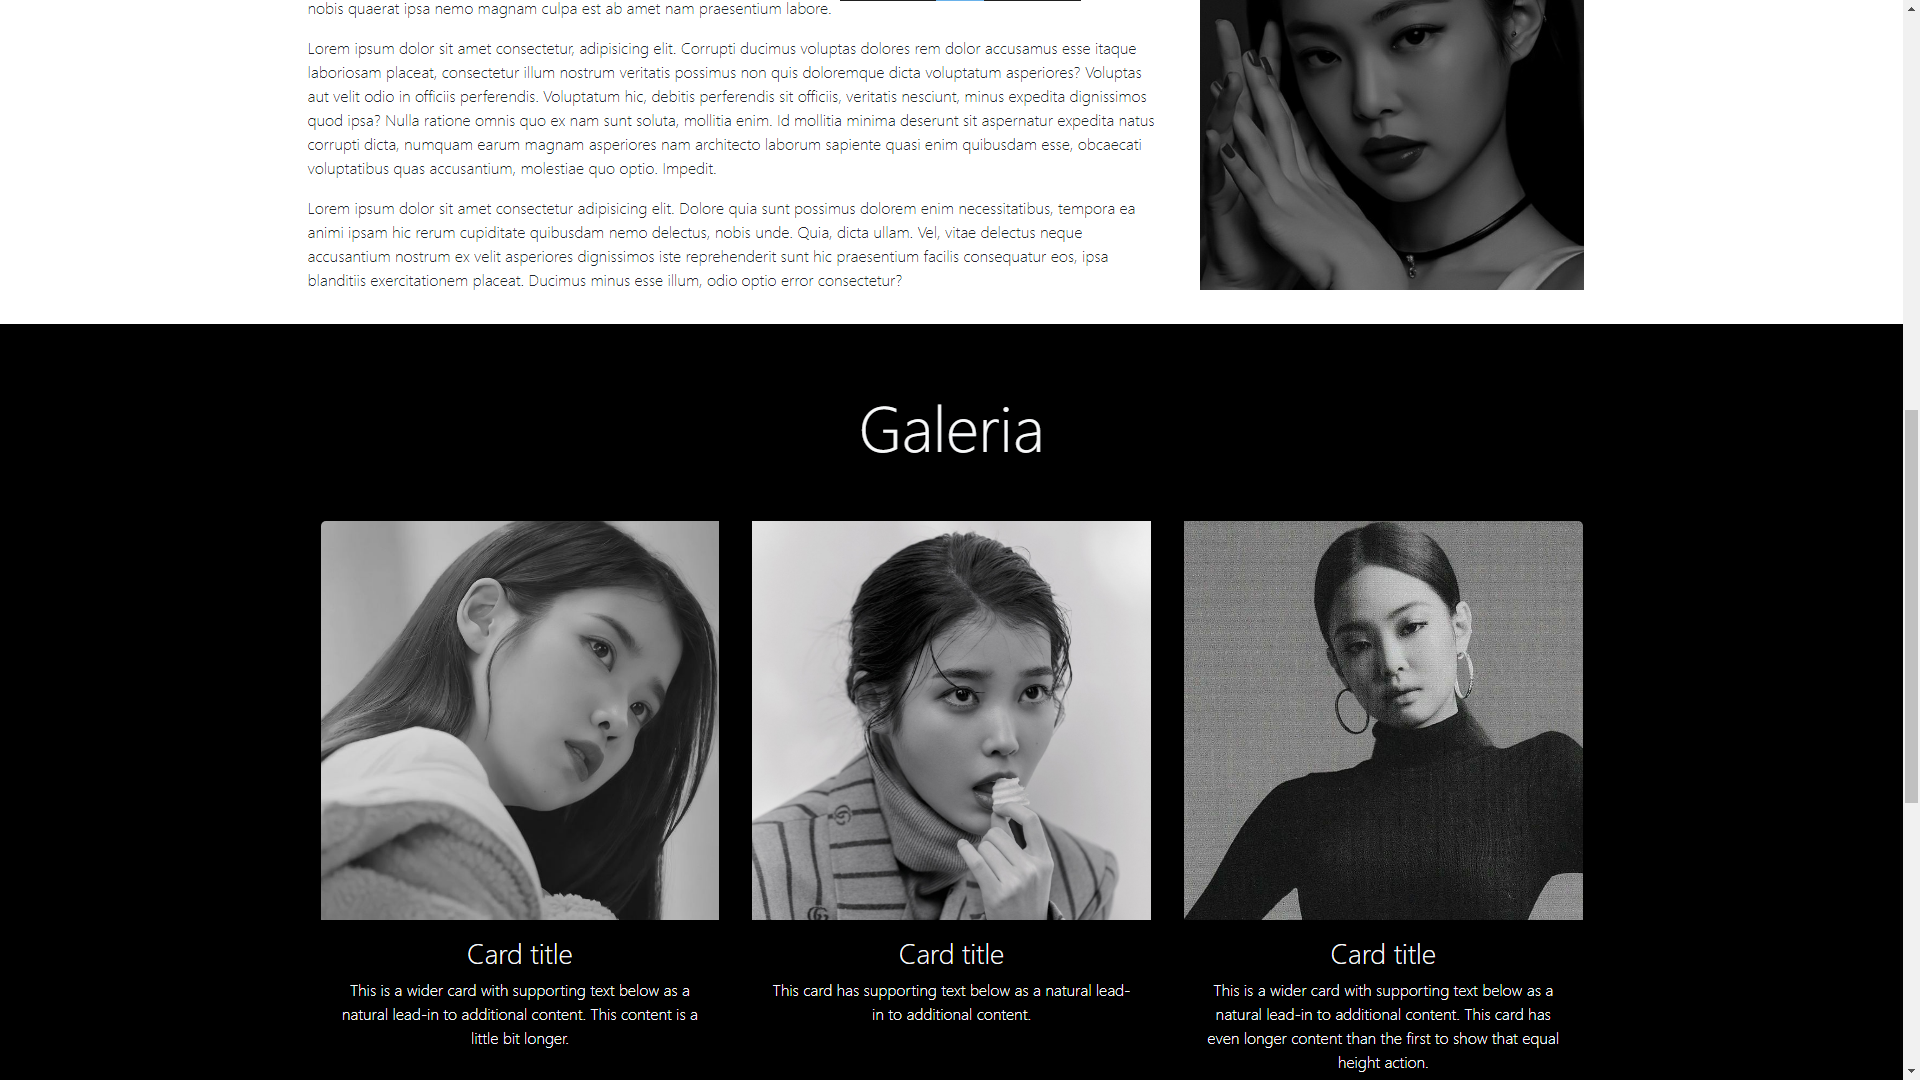 nobis quaerat ipsa nemo magnam culpa est ab amet nam praesentium labore.
Lorem ipsum dolor sit amet consectetur, adipisicing elit. Corrupti ducimus voluptas dolores rem dolor accusamus esse itaque
laboriosam placeat, consectetur illum nostrum veritatis possimus non quis doloremque dicta voluptatum asperiores? Voluptas
aut velit odio in officiis perferendis. Voluptatum hic, debitis perferendis sit officiis, veritatis nesciunt, minus expedita dignissimos
quod ipsa? Nulla ratione omnis quo ex nam sunt soluta, mollitia enim. Id mollitia minima deserunt sit aspernatur expedita natus
corrupti dicta, numquam earum magnam asperiores nam architecto laborum sapiente quasi enim quibusdam esse, obcaecati
voluptatibus quas accusantium, molestiae quo optio. Impedit.
Lorem ipsum dolor sit amet consectetur adipisicing elit. Dolore quia sunt possimus dolorem enim necessitatibus, tempora ea
animi ipsam hic rerum cupiditate quibusdam nemo delectus, nobis unde. Quia, dicta ullam. Vel, vitae delectus neque
accusantium nostrum ex velit asperiores dignissimos iste reprehenderit sunt hic praesentium facilis consequatur eos, ipsa
blanditiis exercitationem placeat. Ducimus minus esse illum, odio optio error consectetur?
Galeria
Card title
This is a wider card with supporting text below as a
natural lead-in to additional content. This content is a
little bit longer.
Card title
This card has supporting text below as a natural lead-
in to additional content.
Card title
This is a wider card with supporting text below as a
natural lead-in to additional content. This card has
even longer content than the first to show that equal
height action.